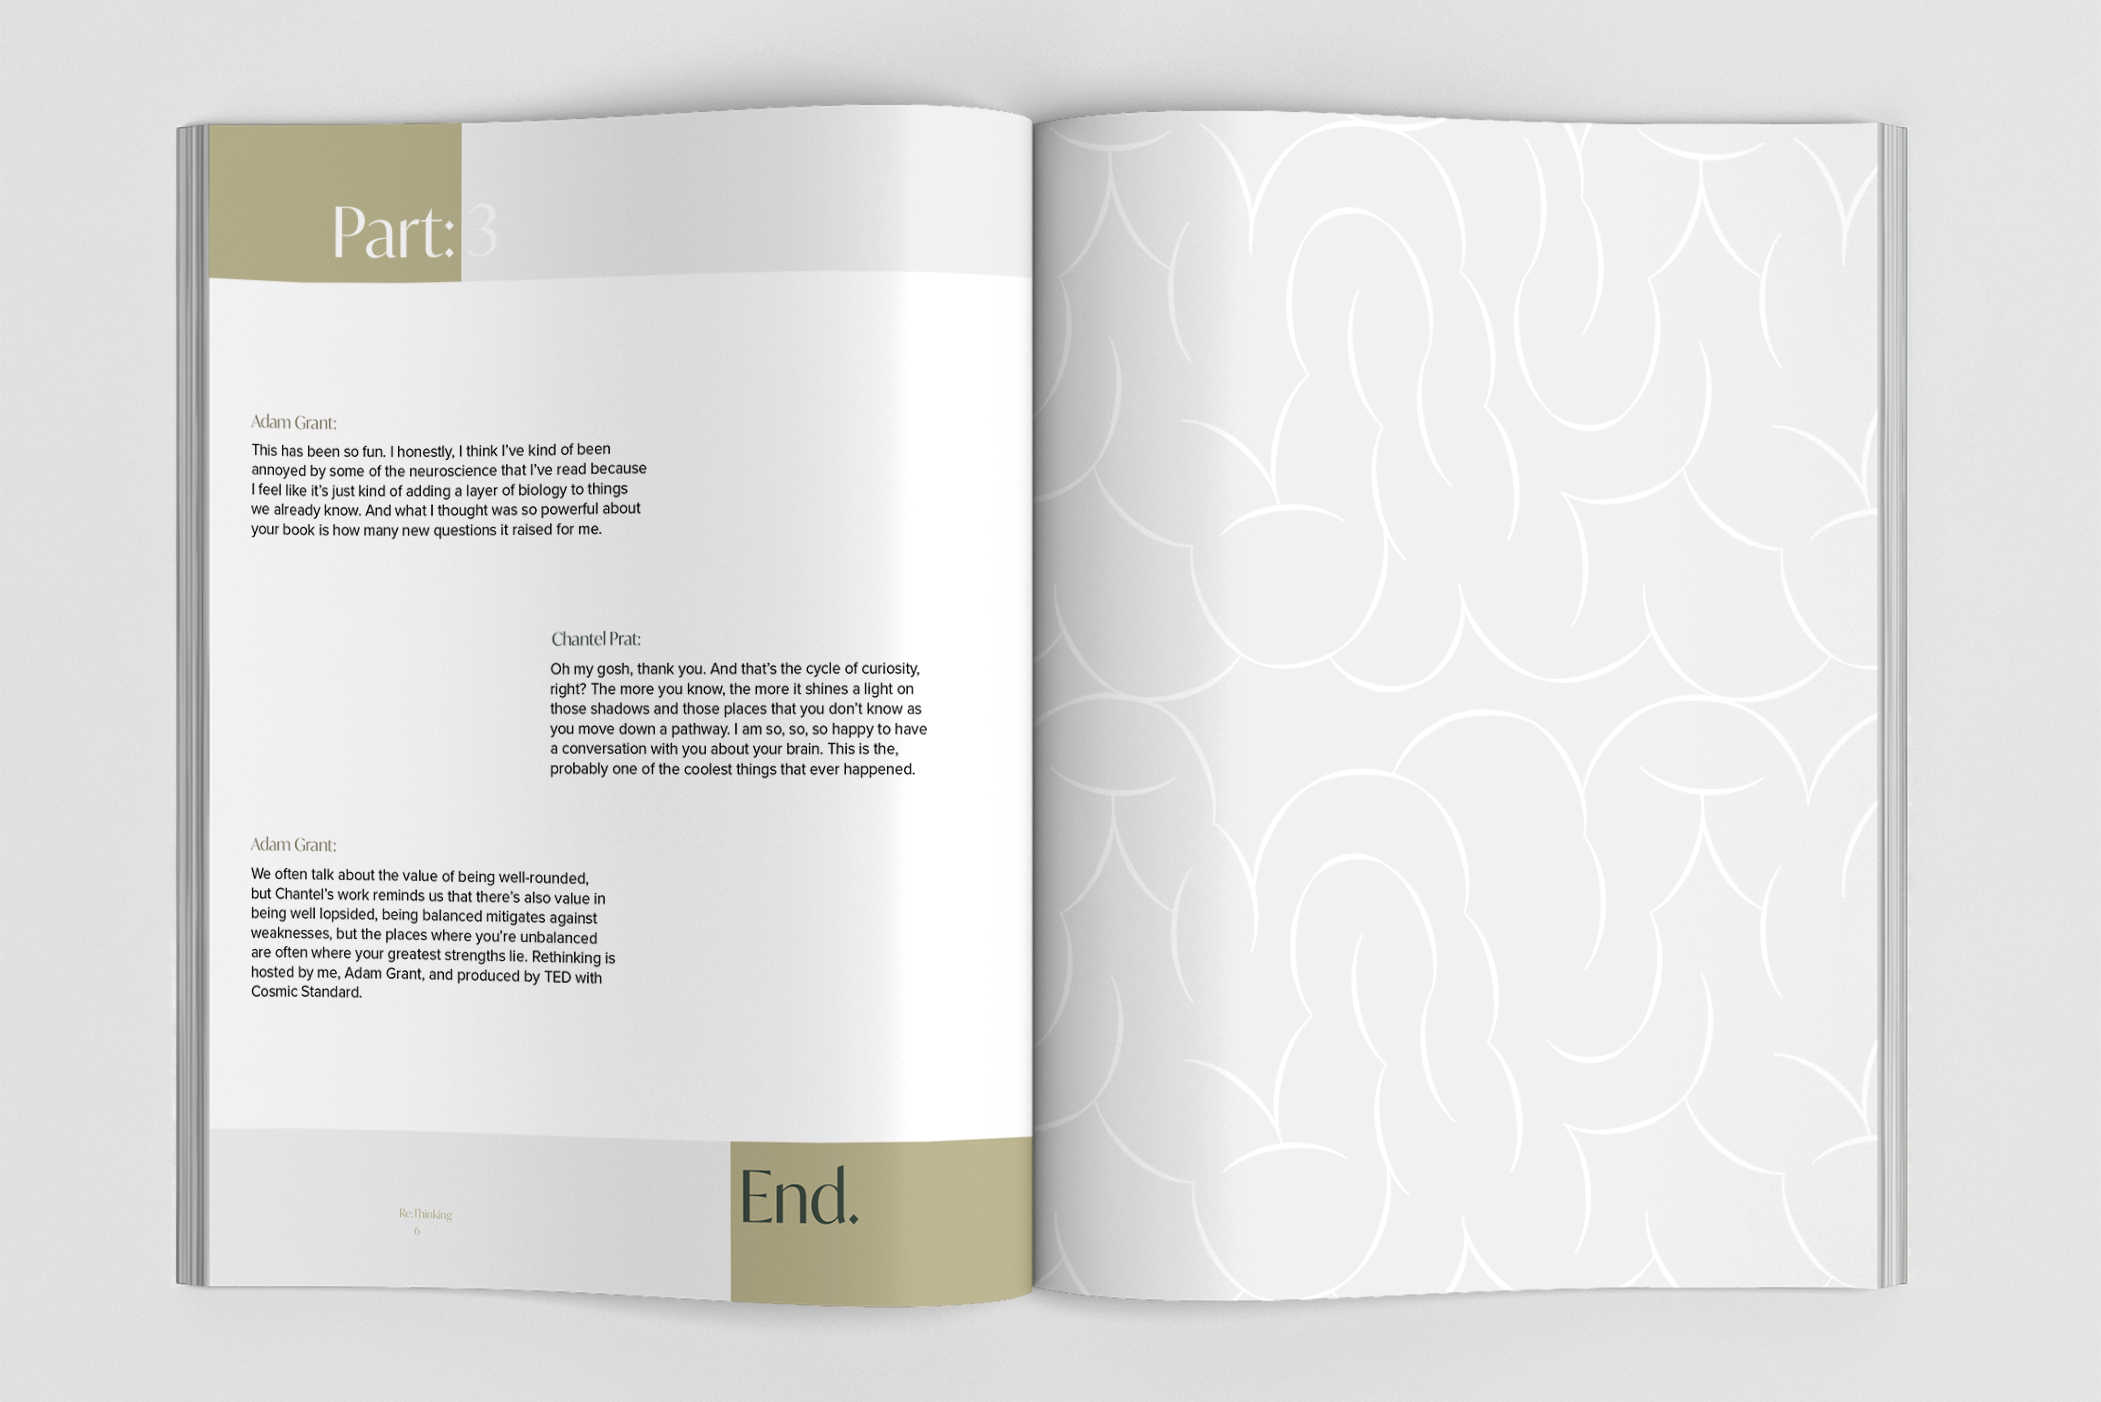 Part: 3
Adam Grant:
This has been so fun. I honestly, I think I've kind of been
annoyed by some of the neuroscience that I've read because
I feel like it's just kind of adding a layer of biology to things
we already know. And what I thought was so powerful about
your book is how many new questions it raised for me.
Chantel Prat:
Oh my gosh, thank you. And that's the cycle of curiosity,
right? The more you know, the more it shines a light on
those shadows and those places that you don't know as
you move down a pathway. I am so, so, so happy to have
a conversation with you about your brain. This is the,
probably one of the coolest things that ever happened.
Adam Grant:
We often talk about the value of being well-rounded,
but Chantel's work reminds us that there's also value in
being well lopsided, being balanced mitigates against
weaknesses, but the places where you're unbalanced
are often where your greatest strengths lie. Rethinking is
hosted by me, Adam Grant, and produced by TED with
Cosmic Standard.
End.
Re:Thinking
6